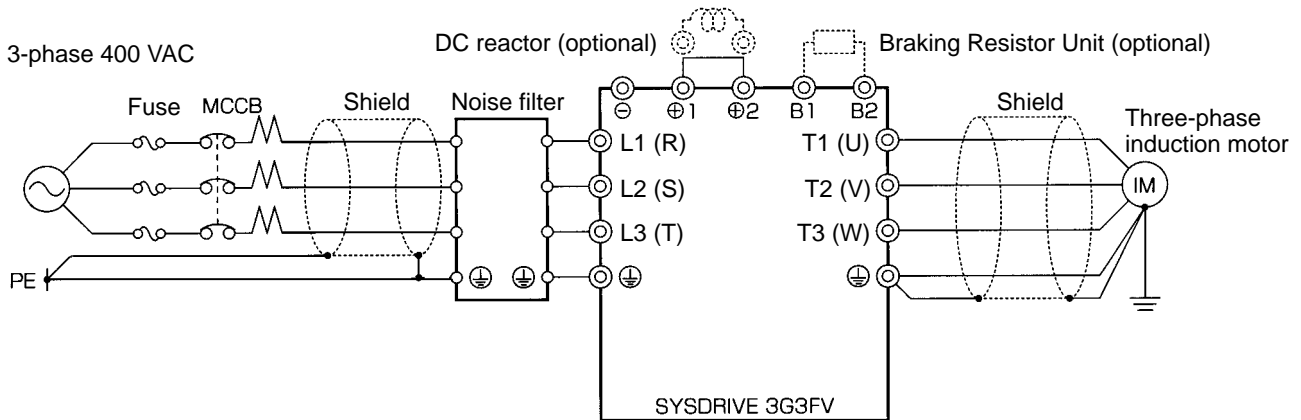 DC reactor (optional)
Braking Resistor Unit (optional)
3-phase 400 VAC
Fuse
MCCB
Shield
Noise filter
⊖
⊕1
⊕2
B1
B2
Shield
Three-phase
induction motor
L1 (R)
T1 (U)
L2 (S)
T2 (V)
IM
L3 (T)
T3 (W)
PE
SYSDRIVE 3G3FV